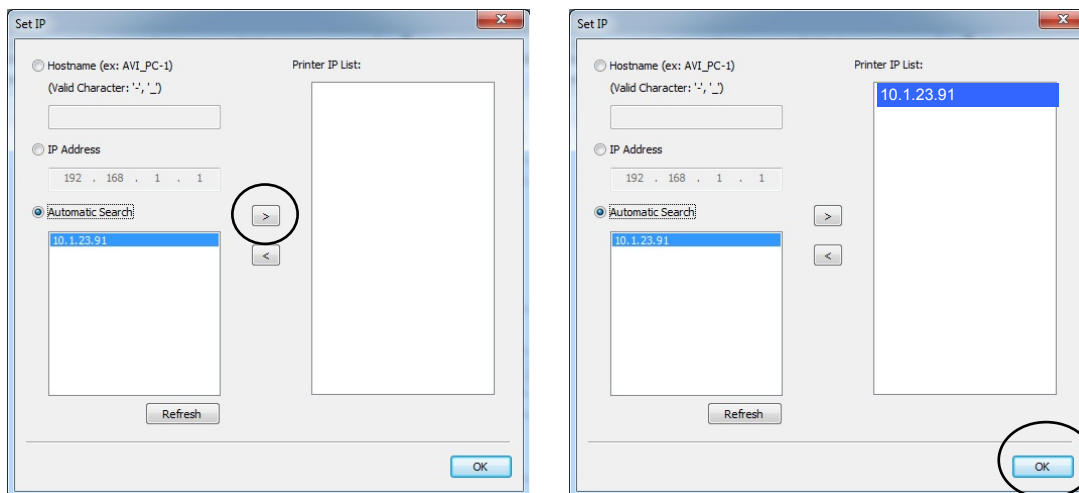 Set IP
Hostname (ex: AVI_PC-1)
Printer IP List:
(Valid Character: '-', '_')
IP Address
192 . 168 . 1 . 1
Automatic Search
>
10.1.23.91
<
Refresh
OK
Set IP
Hostname (ex: AVI_PC-1)
Printer IP List:
(Valid Character: '-', '_')
10.1.23.91
IP Address
192 . 168 . 1 . 1
Automatic Search
>
10.1.23.91
<
Refresh
OK